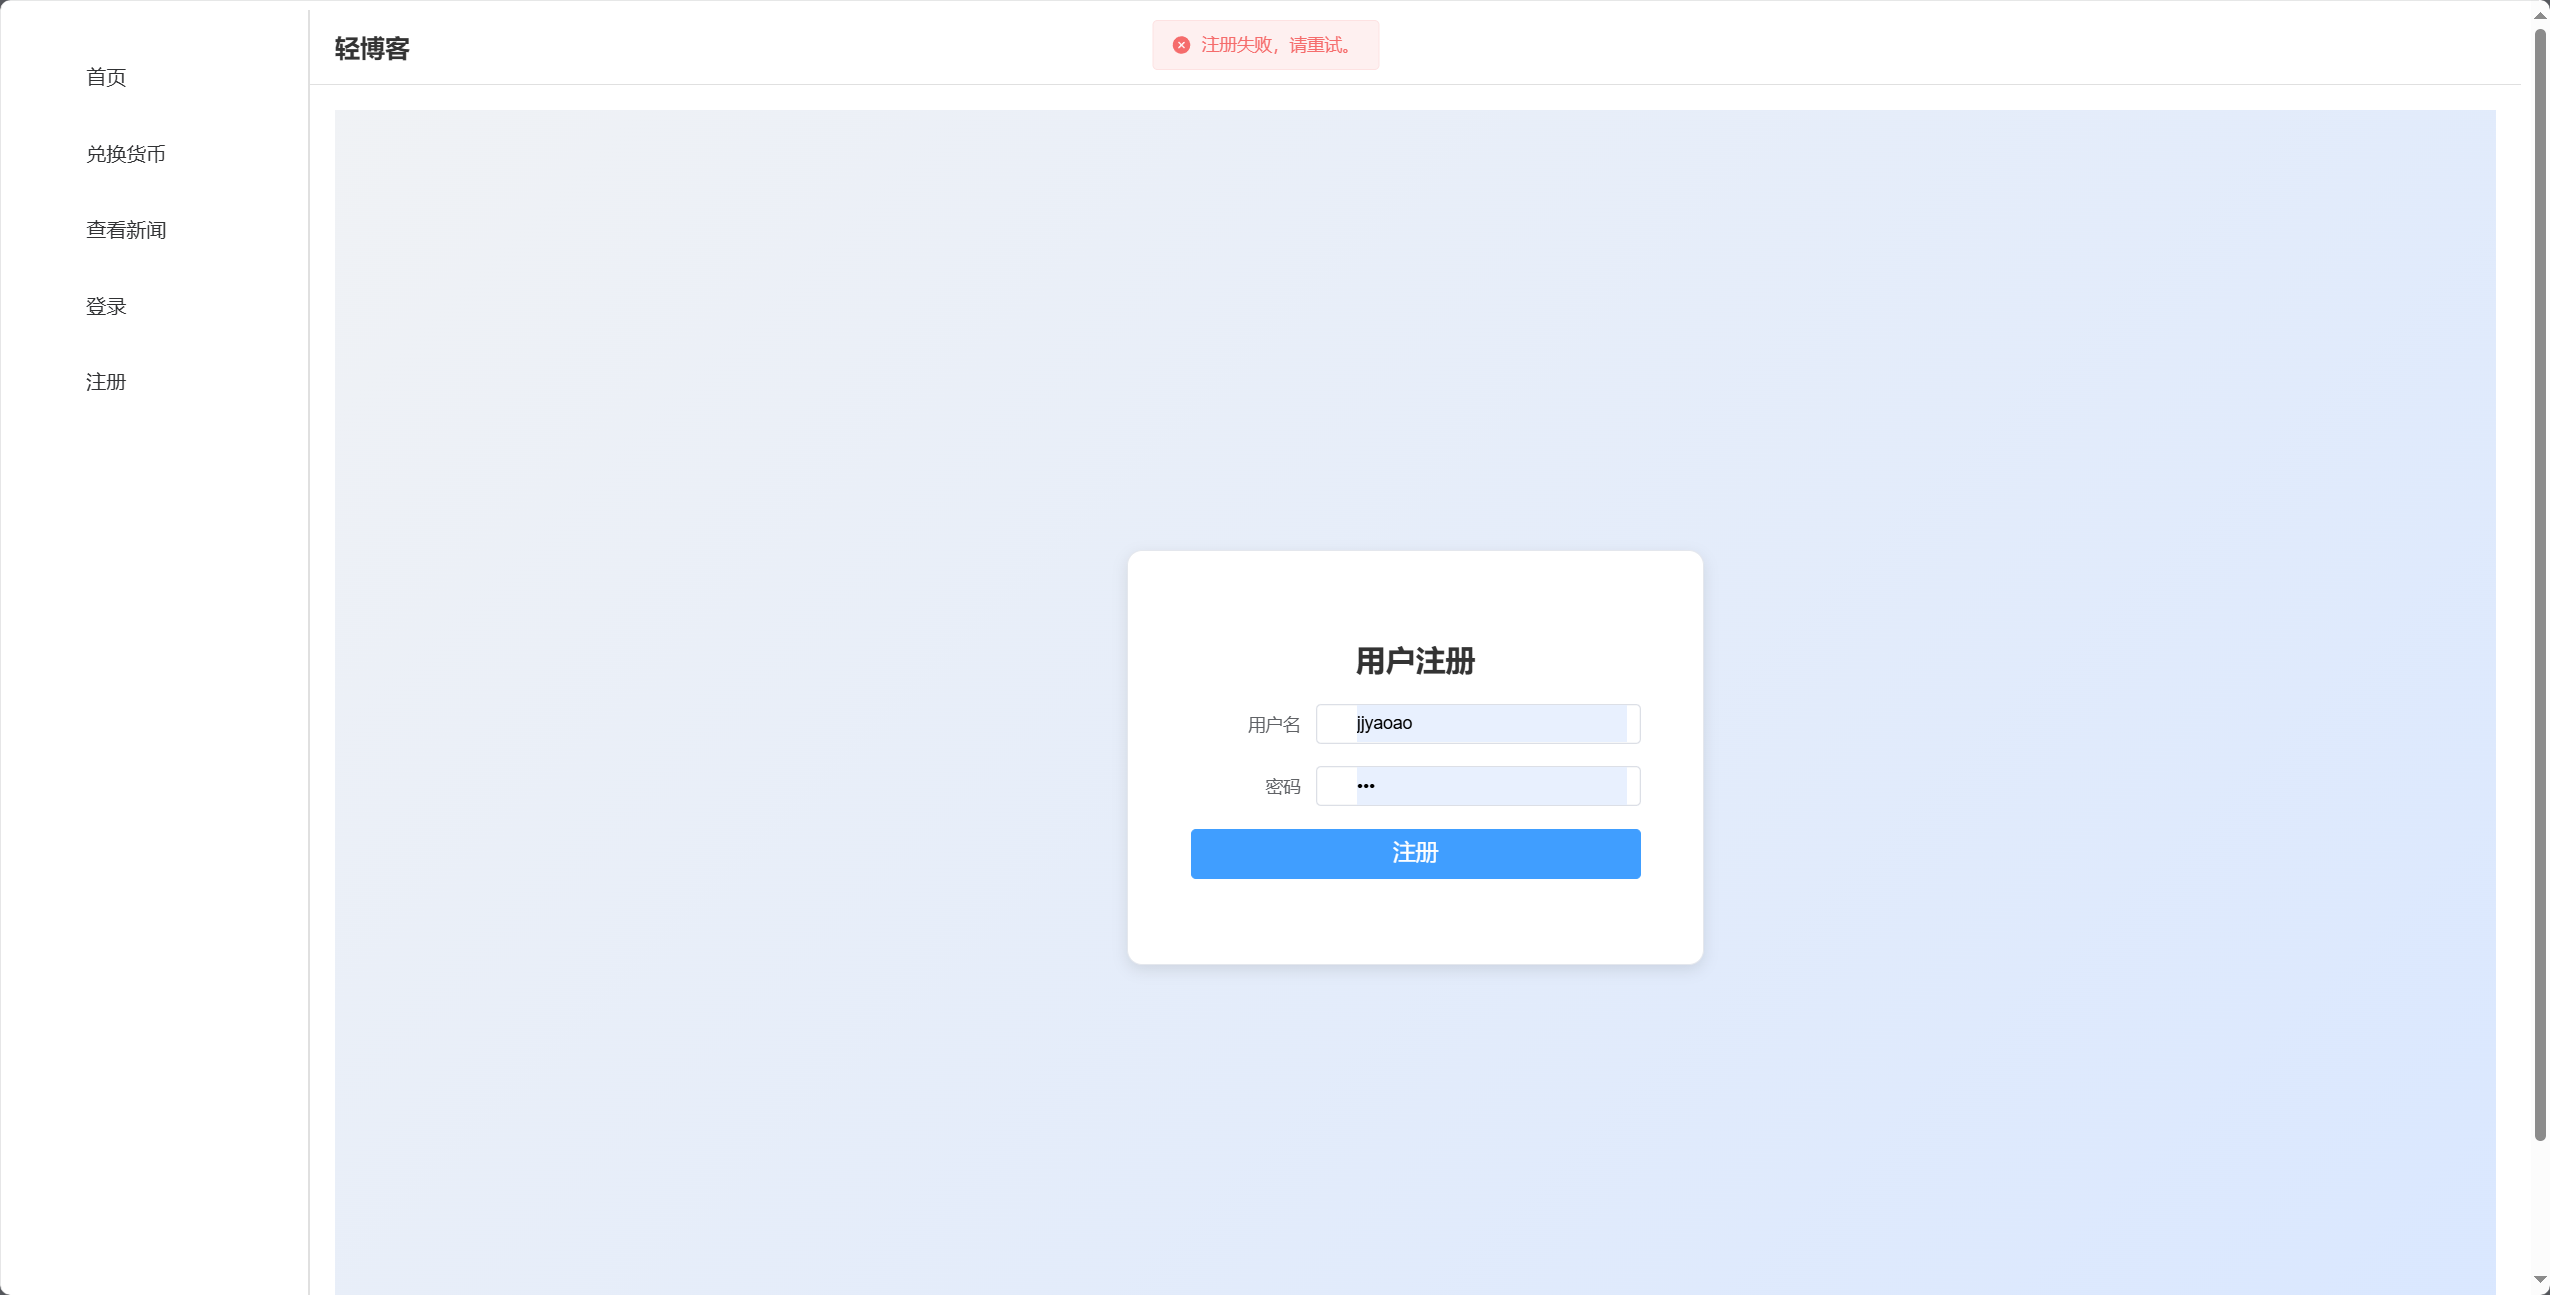 首页
兑换货币
查看新闻
登录
注册
轻博客
注册失败，请重试。
用户注册
用户名 jjyaoao
密码 •••
注册